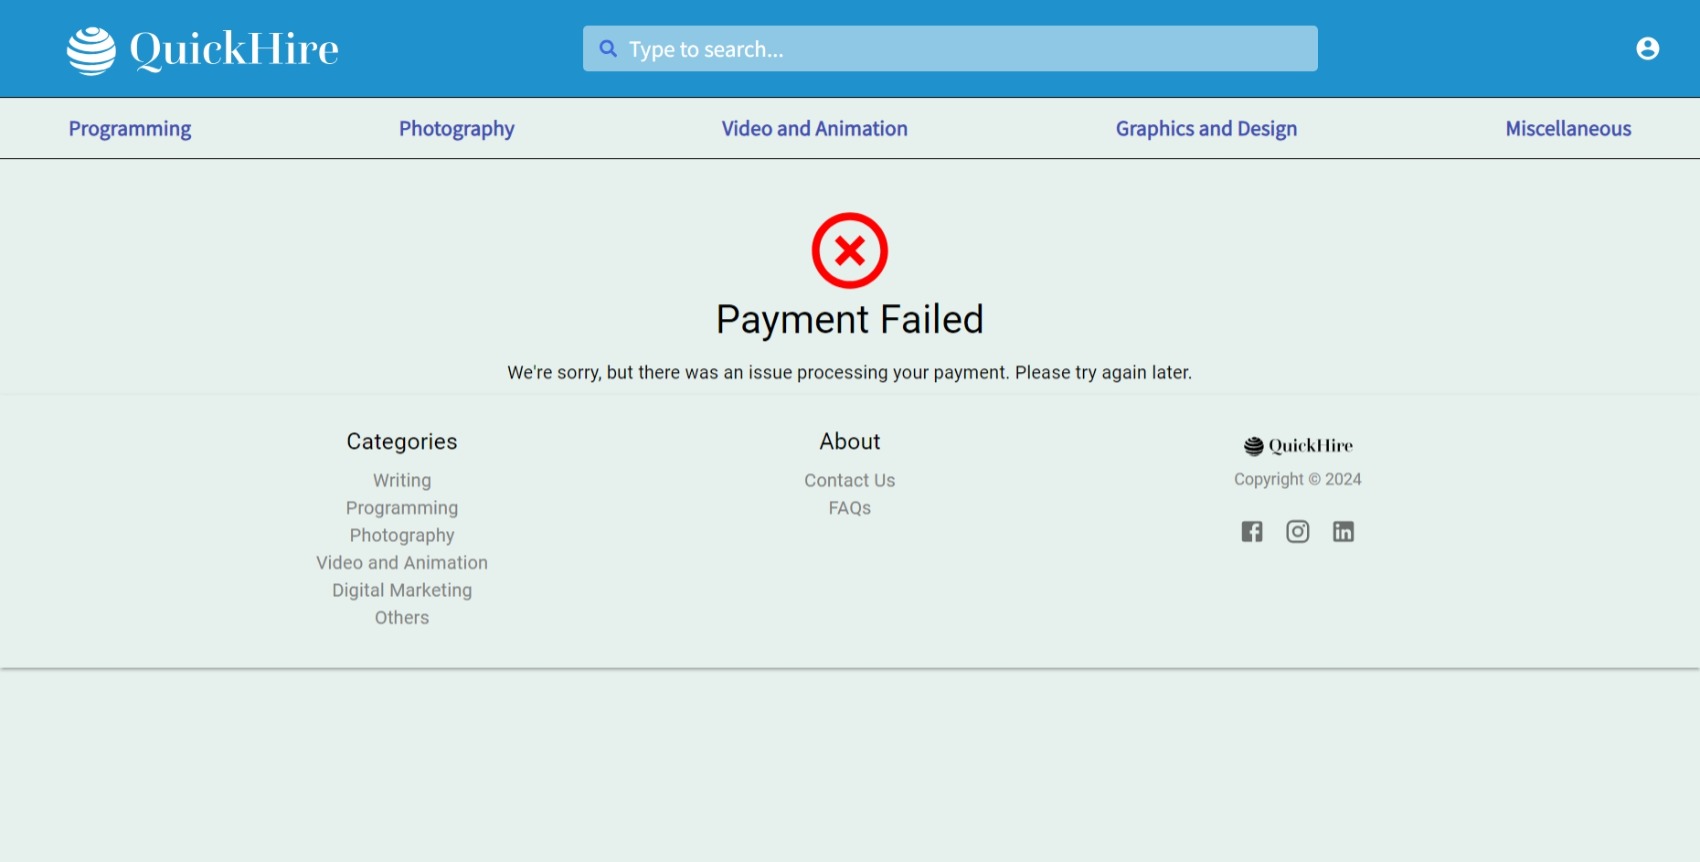 QuickHire
Type to search...
Programming
Photography
Video and Animation
Graphics and Design
Miscellaneous
Payment Failed
We're sorry, but there was an issue processing your payment. Please try again later.
Categories
Writing
Programming
Photography
Video and Animation
Digital Marketing
Others
About
Contact Us
FAQs
QuickHire
Copyright © 2024